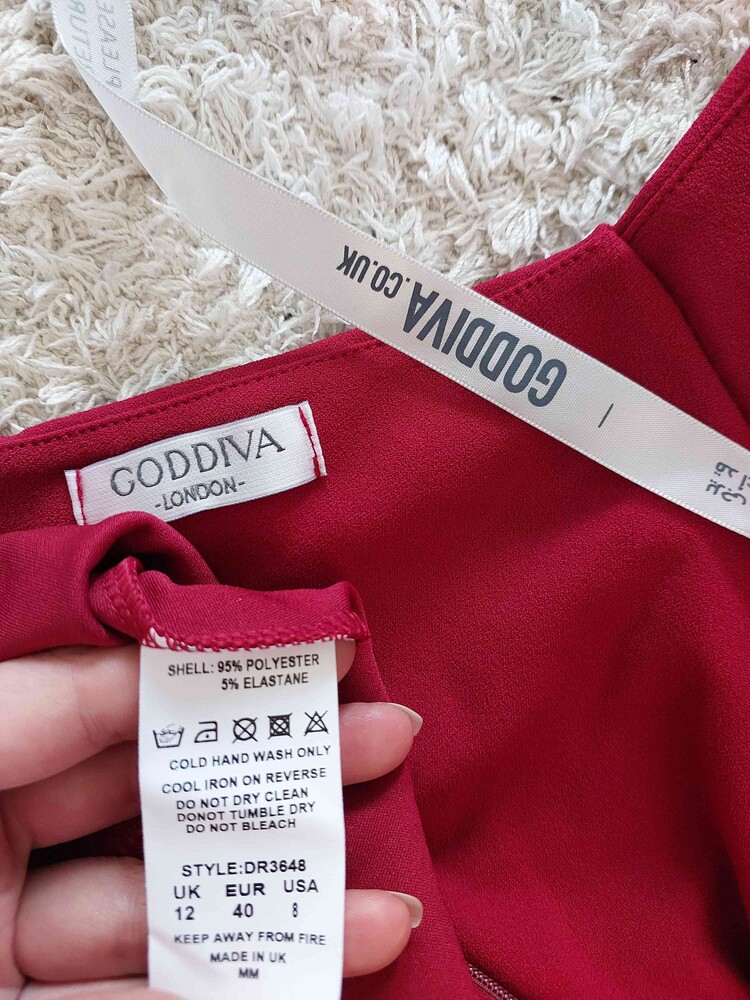 PLEASE
RETUR
GODDIVA.CO.UK
GODDIVA
-LONDON-
SHELL: 95% POLYESTER
5% ELASTANE
COLD HAND WASH ONLY
COOL IRON ON REVERSE
DO NOT DRY CLEAN
DONOT TUMBLE DRY
DO NOT BLEACH
STYLE:DR3648
UK EUR USA
12 40 8
KEEP AWAY FROM FIRE
MADE IN UK
MM